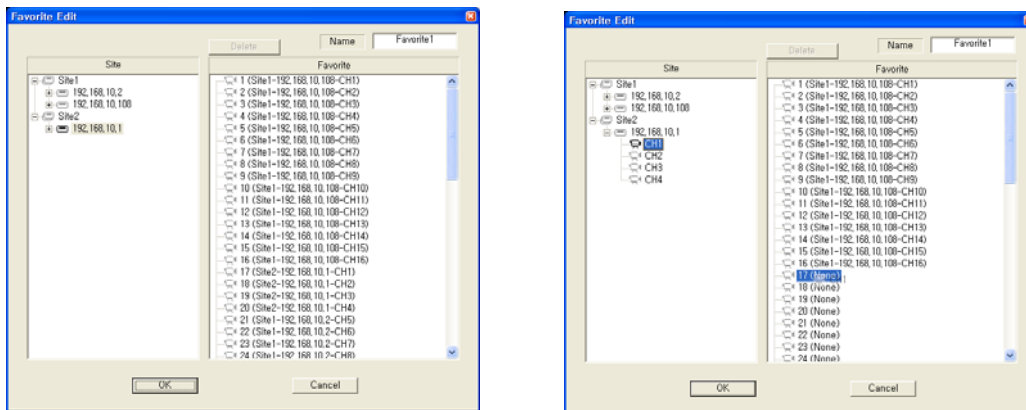 Favorite Edit
Delete
Name
Favorite1
Site
Favorite
Site1
192,168,10,2
192,168,10,108
Site2
192,168,10,1
1 (Site1-192,168,10,108-CH1)
2 (Site1-192,168,10,108-CH2)
3 (Site1-192,168,10,108-CH3)
4 (Site1-192,168,10,108-CH4)
5 (Site1-192,168,10,108-CH5)
6 (Site1-192,168,10,108-CH6)
7 (Site1-192,168,10,108-CH7)
8 (Site1-192,168,10,108-CH8)
9 (Site1-192,168,10,108-CH9)
10 (Site1-192,168,10,108-CH10)
11 (Site1-192,168,10,108-CH11)
12 (Site1-192,168,10,108-CH12)
13 (Site1-192,168,10,108-CH13)
14 (Site1-192,168,10,108-CH14)
15 (Site1-192,168,10,108-CH15)
16 (Site1-192,168,10,108-CH16)
17 (Site2-192,168,10,1-CH1)
18 (Site2-192,168,10,1-CH2)
19 (Site2-192,168,10,1-CH3)
20 (Site2-192,168,10,1-CH4)
21 (Site1-192,168,10,2-CH5)
22 (Site1-192,168,10,2-CH6)
23 (Site1-192,168,10,2-CH7)
24 (Site1-192,168,10,2-CH8)
OK
Cancel
Favorite Edit
Delete
Name
Favorite1
Site
Favorite
Site1
192,168,10,2
192,168,10,108
Site2
192,168,10,1
CH1
CH2
CH3
CH4
1 (Site1-192,168,10,108-CH1)
2 (Site1-192,168,10,108-CH2)
3 (Site1-192,168,10,108-CH3)
4 (Site1-192,168,10,108-CH4)
5 (Site1-192,168,10,108-CH5)
6 (Site1-192,168,10,108-CH6)
7 (Site1-192,168,10,108-CH7)
8 (Site1-192,168,10,108-CH8)
9 (Site1-192,168,10,108-CH9)
10 (Site1-192,168,10,108-CH10)
11 (Site1-192,168,10,108-CH11)
12 (Site1-192,168,10,108-CH12)
13 (Site1-192,168,10,108-CH13)
14 (Site1-192,168,10,108-CH14)
15 (Site1-192,168,10,108-CH15)
16 (Site1-192,168,10,108-CH16)
17 (None)
18 (None)
19 (None)
20 (None)
21 (None)
22 (None)
23 (None)
24 (None)
OK
Cancel